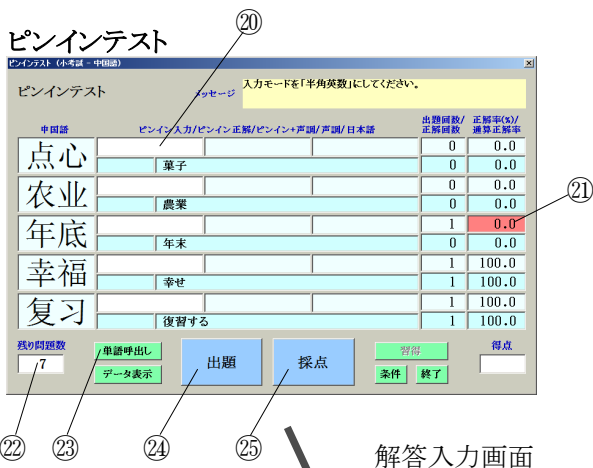 ⑳
ピンインテスト
ピンインテスト (小考試 - 中国語)
ピンインテスト
メッセージ
入力モードを「半角英数」にしてください。
中国語
ピンイン入力/ピンイン正解/ピンイン+声調/声調/日本語
出題回数/
正解回数
正解率(%)/
通算正解率
点心
0
0.0
菓子
0
0.0
农业
0
0.0
農業
0
0.0
㉑
年底
1
0.0
年末
0
0.0
幸福
1
100.0
幸せ
1
100.0
复习
1
100.0
復習する
1
100.0
残り問題数
7
単語呼出し
データ表示
出題
採点
習得
条件
終了
得点
㉒
㉓
㉔
㉕
解答入力画面